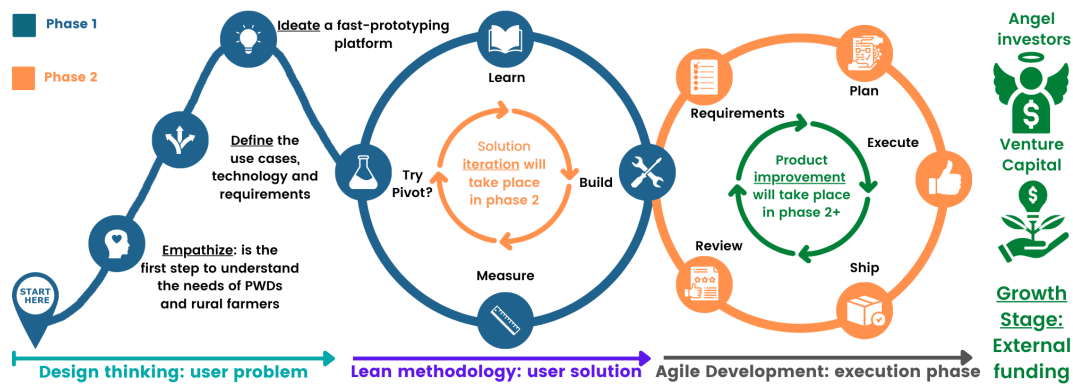 Phase 1
Phase 2
START
HERE
Empathize: is the
first step to understand
the needs of PWDs
and rural farmers
Define the
use cases,
technology and
requirements
Ideate a fast-prototyping
platform
Learn
Try
Pivot?
Solution
iteration will
take place
in phase 2
Build
Measure
Requirements
Plan
Execute
Product
improvement
will take place
in phase 2+
Review
Ship
Angel
investors
$
Venture
Capital
$
Growth
Stage:
External
funding
Design thinking: user problem
Lean methodology: user solution
Agile Development: execution phase